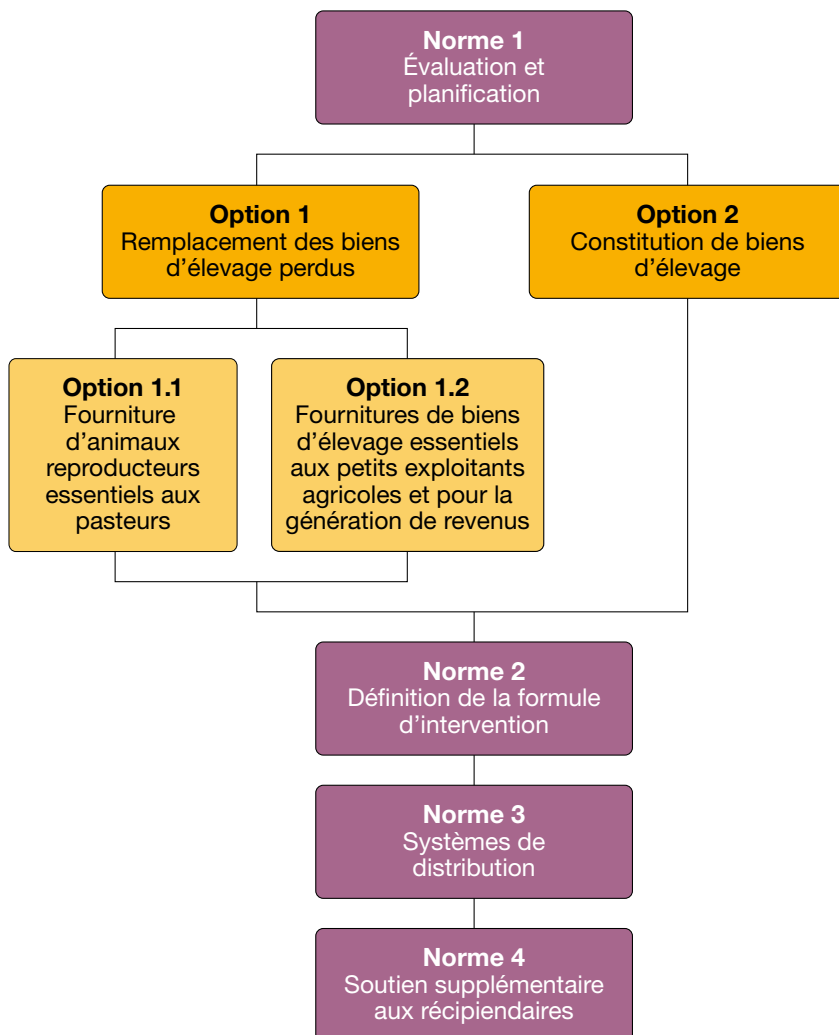 Norme 1
Évaluation et
planification
Option 1
Remplacement des biens
d’élevage perdus
Option 2
Constitution de biens
d’élevage
Option 1.1
Fourniture
d’animaux
reproducteurs
essentiels aux
pasteurs
Option 1.2
Fournitures de biens
d’élevage essentiels
aux petits exploitants
agricoles et pour la
génération de revenus
Norme 2
Définition de la formule
d’intervention
Norme 3
Systèmes de
distribution
Norme 4
Soutien supplémentaire
aux récipiendaires